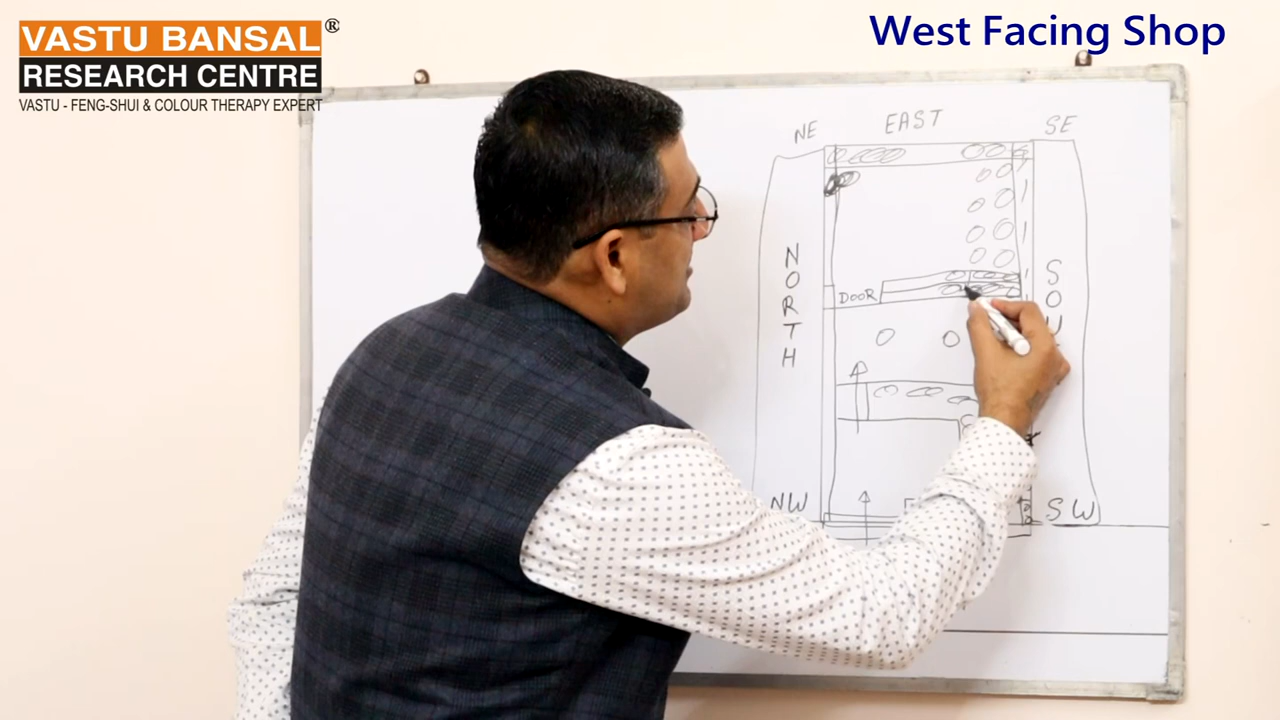 VASTU BANSAL®
RESEARCH CENTRE
VASTU - FENG-SHUI & COLOUR THERAPY EXPERT
West Facing Shop
NE EAST SE
NORTH
DOOR
NW
SW